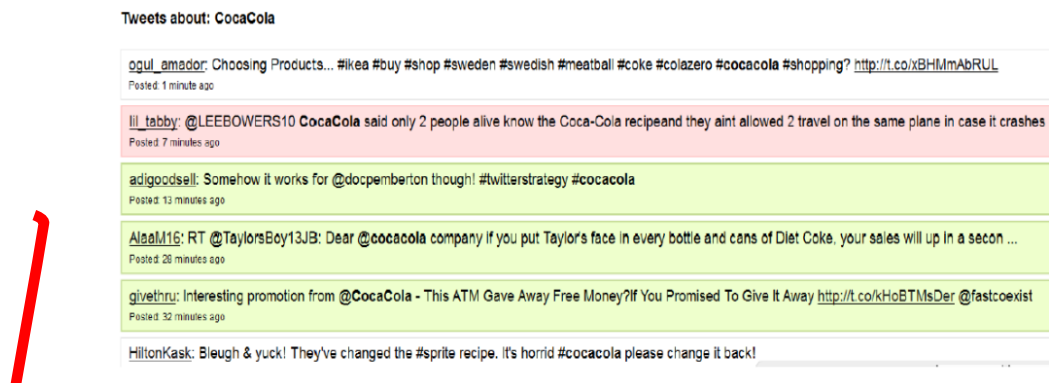 Tweets about: CocaCola
ogul_amador: Choosing Products... #ikea #buy #shop #sweden #swedish #meatball #coke #colazero #cocacola #shopping? http://t.co/xBHMmAbRUL
Posted: 1 minute ago
lil_tabby: @LEEBOWERS10 CocaCola said only 2 people alive know the Coca-Cola recipeand they aint allowed 2 travel on the same plane in case it crashes
Posted: 7 minutes ago
adigoodsell: Somehow it works for @docpemberton though! #twitterstrategy #cocacola
Posted: 13 minutes ago
AlaaM16: RT @TaylorsBoy13JB: Dear @cocacola company if you put Taylor's face in every bottle and cans of Diet Coke, your sales will up in a secon ...
Posted: 28 minutes ago
givethru: Interesting promotion from @CocaCola - This ATM Gave Away Free Money?If You Promised To Give It Away http://t.co/kHoBTMsDer @fastcoexist
Posted: 32 minutes ago
HiltonKask: Bleugh & yuck! They've changed the #sprite recipe. It's horrid #cocacola please change it back!